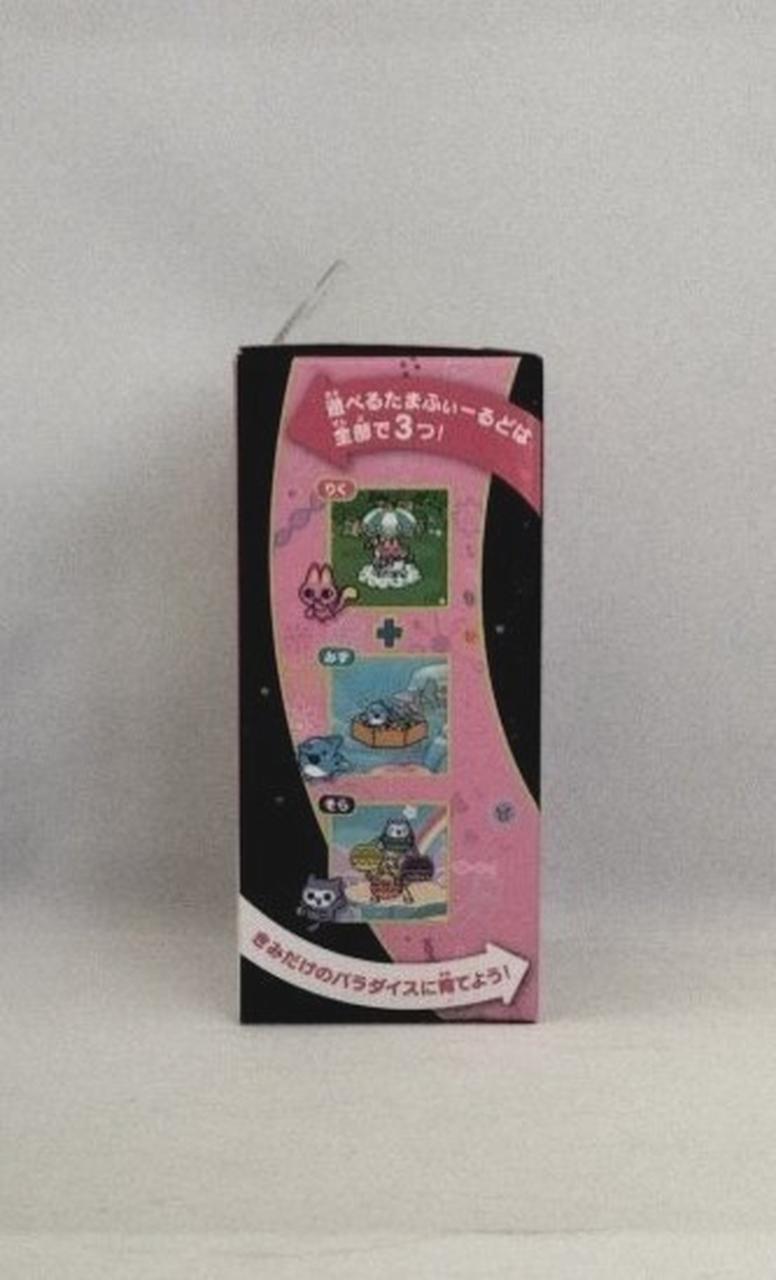 遊べるたまふぃーるどは
全部で3つ!
りく
みず
そら
きみだけのパラダイスに育てよう!